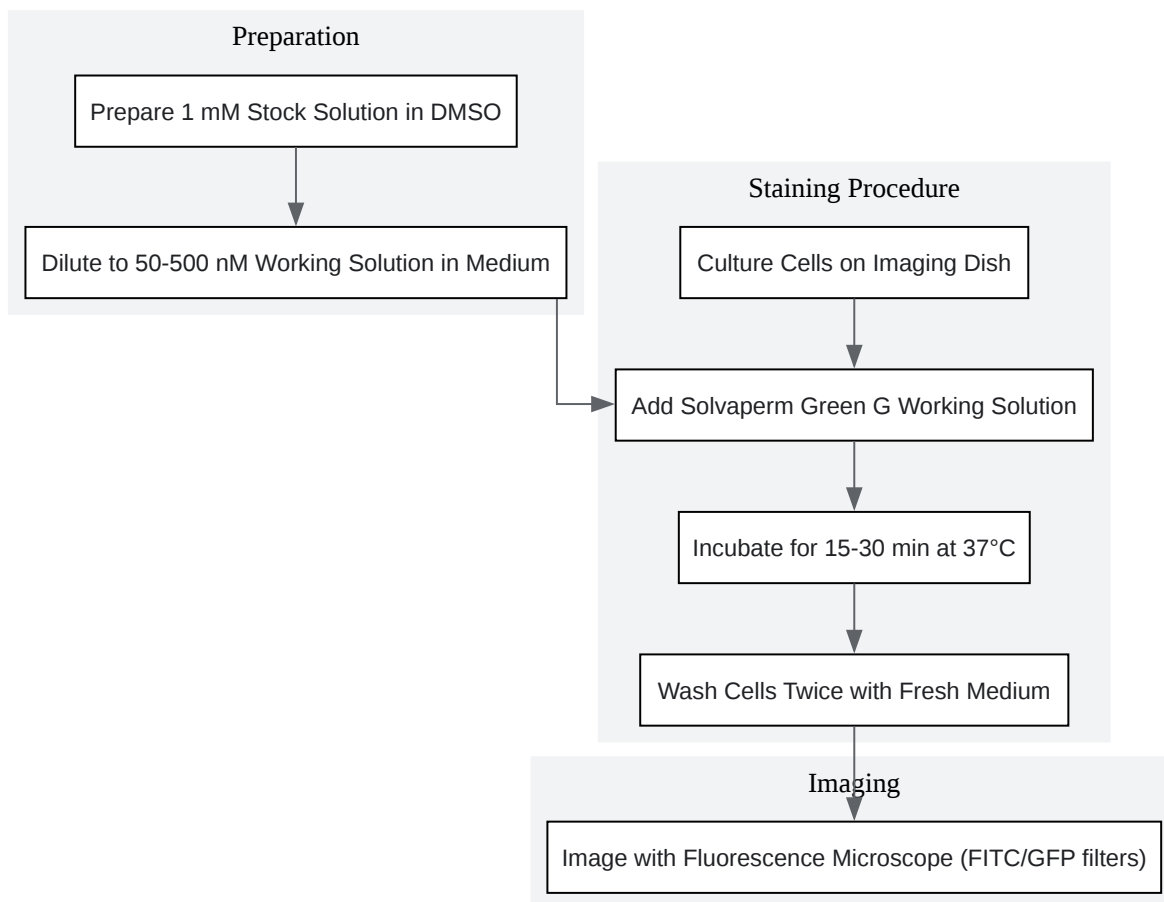 Preparation
Prepare 1 mM Stock Solution in DMSO
Dilute to 50-500 nM Working Solution in Medium
Staining Procedure
Culture Cells on Imaging Dish
Add Solvaperm Green G Working Solution
Incubate for 15-30 min at 37°C
Wash Cells Twice with Fresh Medium
Imaging
Image with Fluorescence Microscope (FITC/GFP filters)